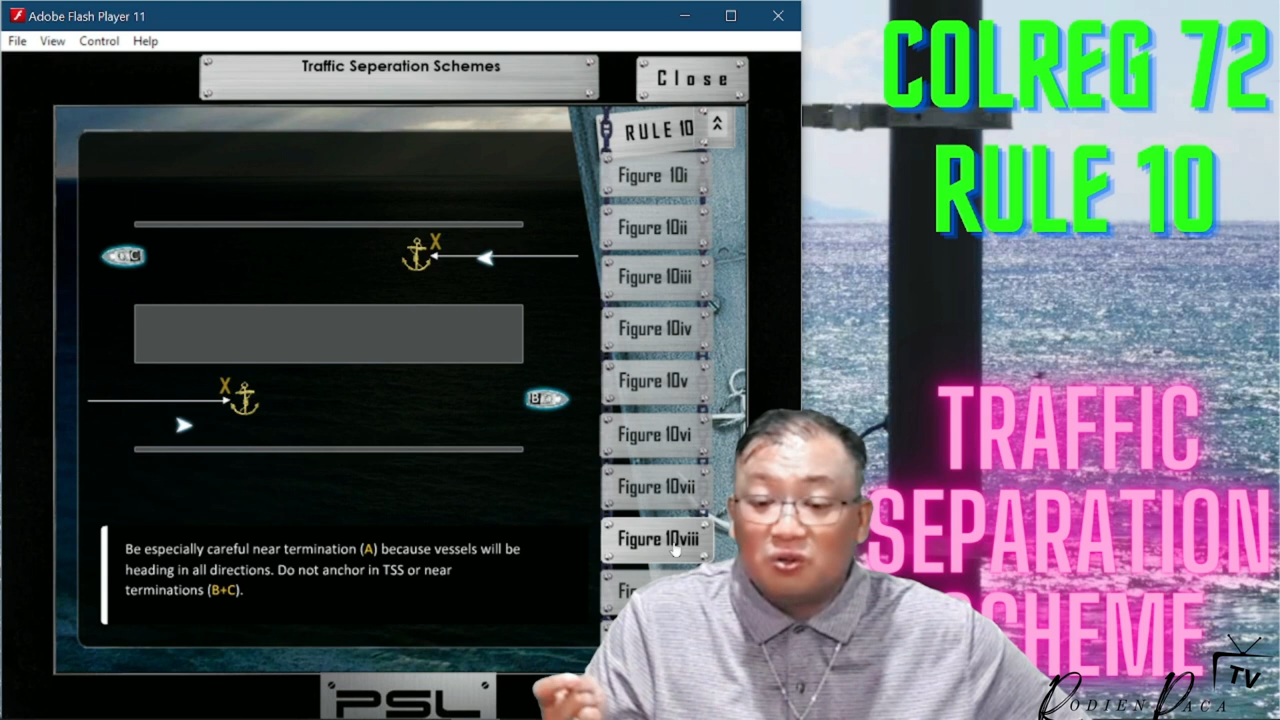 Adobe Flash Player 11
File View Control Help
Traffic Seperation Schemes
Close
RULE 10
Figure 10i
Figure 10ii
Figure 10iii
Figure 10iv
Figure 10v
Figure 10vi
Figure 10vii
Figure 10viii
X
C
X
B
Be especially careful near termination (A) because vessels will be
heading in all directions. Do not anchor in TSS or near
terminations (B+C).
PSL
COLREG 72
RULE 10
TRAFFIC
SEPARATION
SCHEME
RODIEN PACA
TV